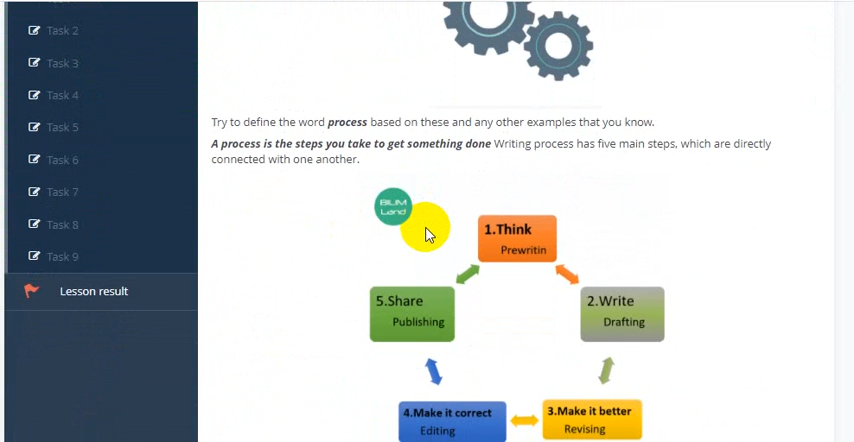 Task 2
Task 3
Task 4
Task 5
Task 6
Task 7
Task 8
Task 9
Lesson result
Try to define the word process based on these and any other examples that you know.
A process is the steps you take to get something done Writing process has five main steps, which are directly
connected with one another.
BILIM
Land
1.Think
Prewritin
5.Share
Publishing
2.Write
Drafting
4.Make it correct
Editing
3.Make it better
Revising